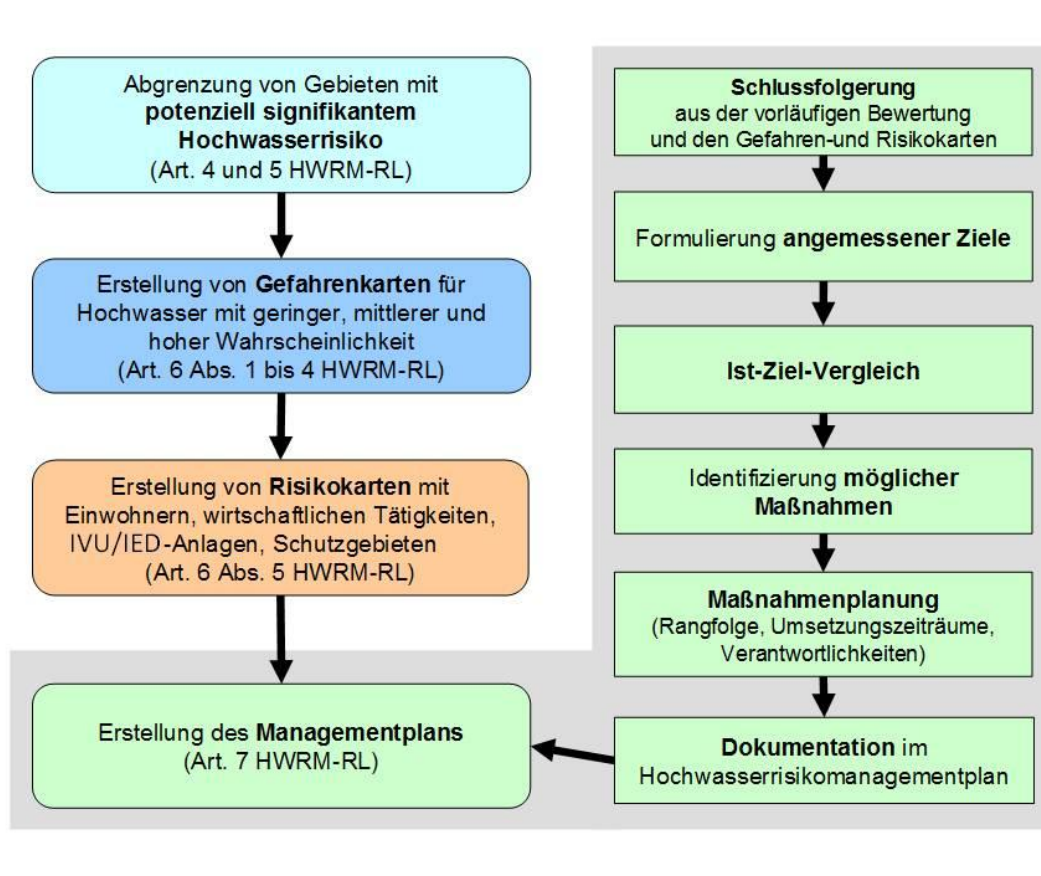 Abgrenzung von Gebieten mit
potenziell signifikantem
Hochwasserrisiko
(Art. 4 und 5 HWRM-RL)
Erstellung von Gefahrenkarten für
Hochwasser mit geringer, mittlerer und
hoher Wahrscheinlichkeit
(Art. 6 Abs. 1 bis 4 HWRM-RL)
Erstellung von Risikokarten mit
Einwohnern, wirtschaftlichen Tätigkeiten,
IVU/IED-Anlagen, Schutzgebieten
(Art. 6 Abs. 5 HWRM-RL)
Erstellung des Managementplans
(Art. 7 HWRM-RL)
Schlussfolgerung
aus der vorläufigen Bewertung
und den Gefahren-und Risikokarten
Formulierung angemessener Ziele
Ist-Ziel-Vergleich
Identifizierung möglicher
Maßnahmen
Maßnahmenplanung
(Rangfolge, Umsetzungszeiträume,
Verantwortlichkeiten)
Dokumentation im
Hochwasserrisikomanagementplan